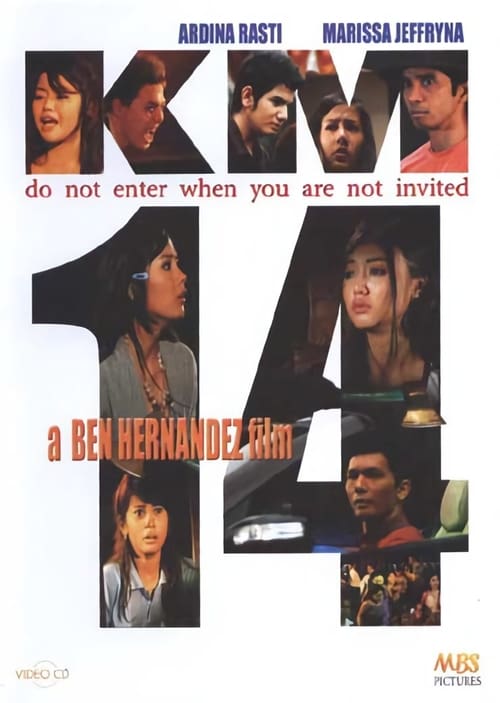 ARDINA RASTI MARISSA JEFFRYNA
KM
do not enter when you are not invited
14
a BEN HERNANDEZ film
VIDEO CD
MBS
PICTURES